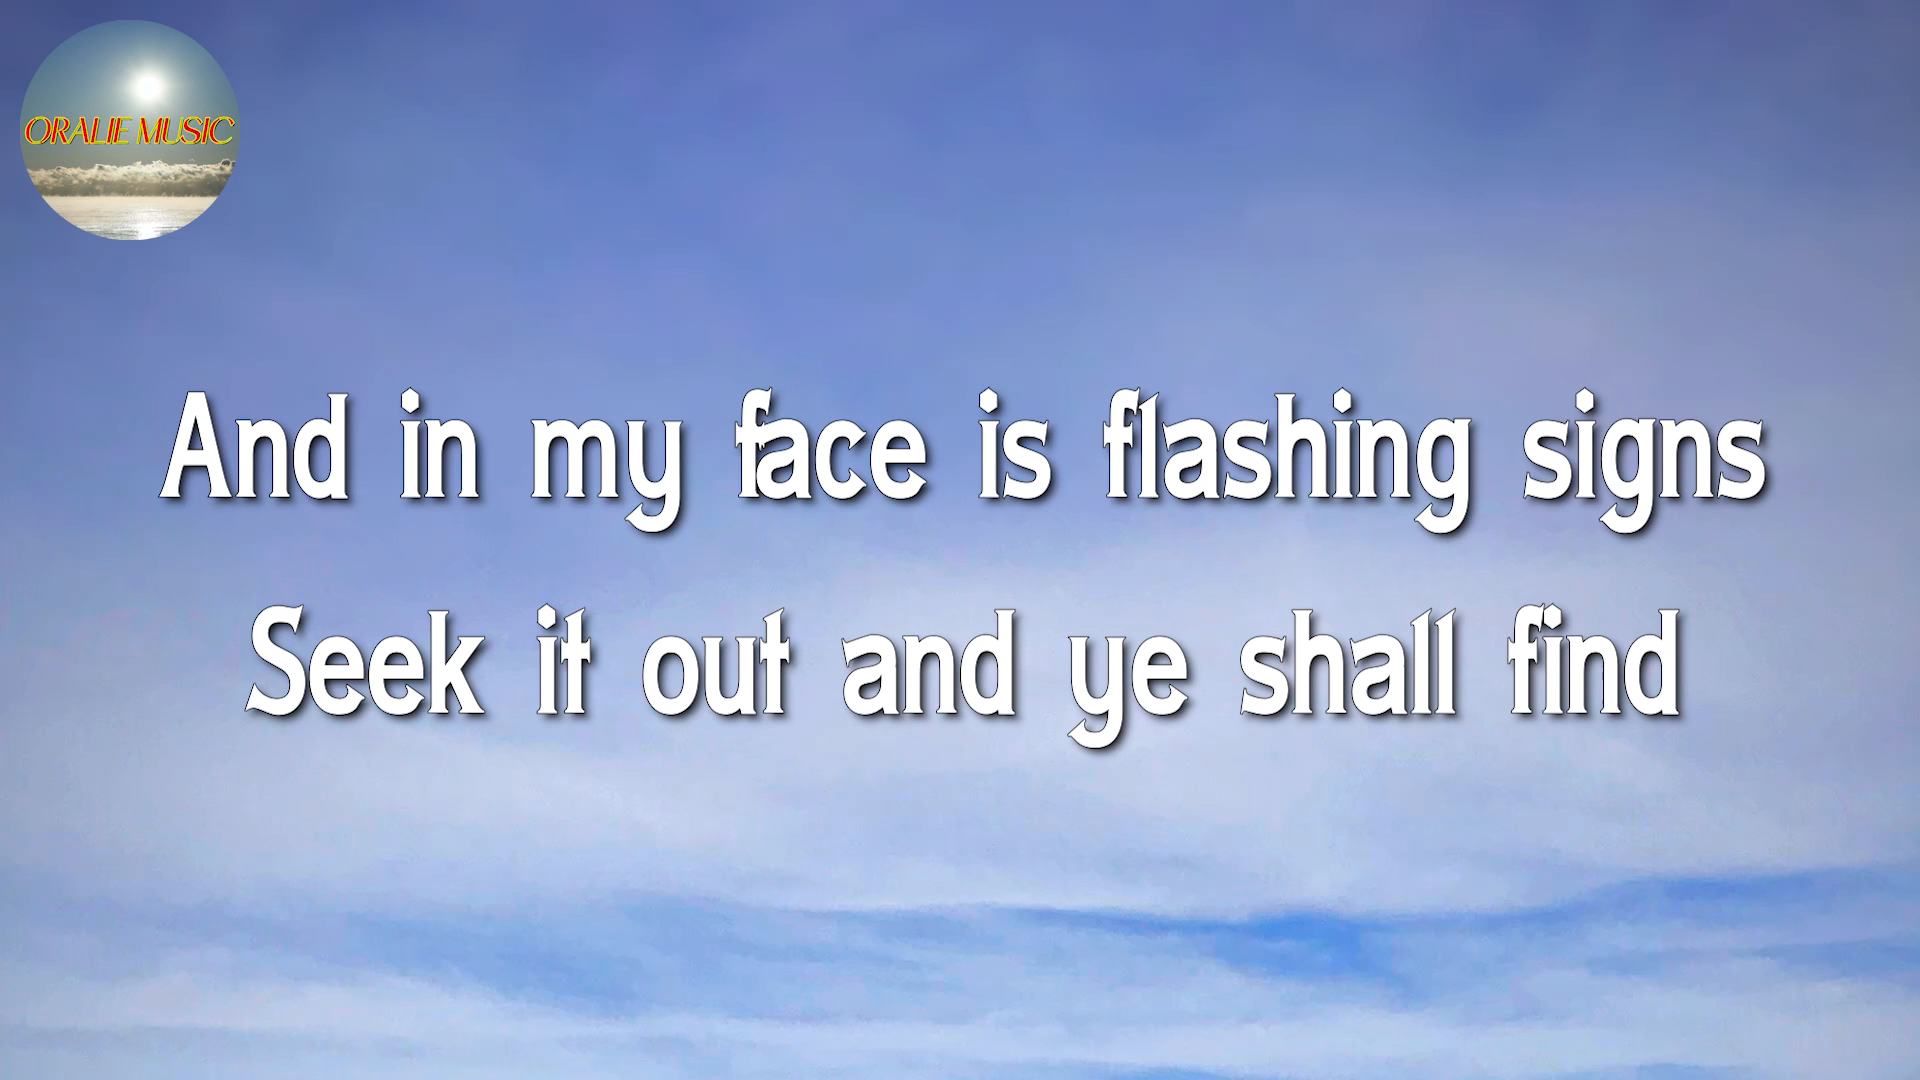 ORALIE MUSIC
And in my face is flashing signs
Seek it out and ye shall find